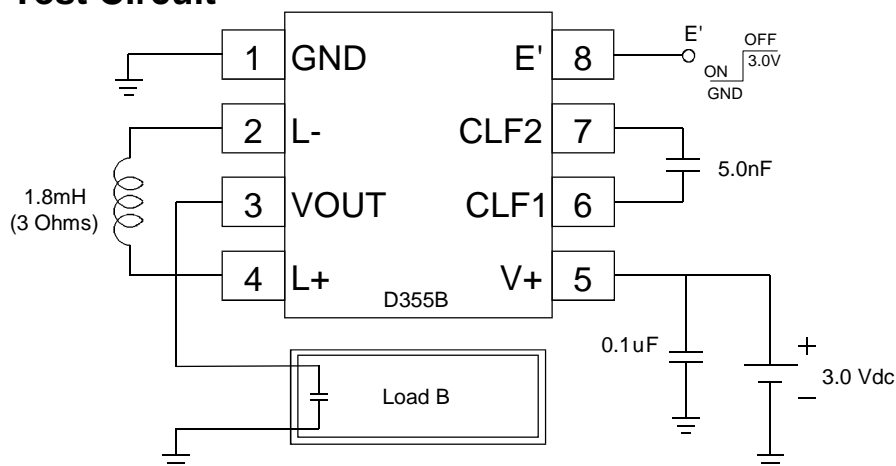 Test Circuit
1 GND
2 L-
3 VOUT
4 L+
E' 8
CLF2 7
CLF1 6
V+ 5
D355B
E'
ON
GND
OFF
3.0V
5.0nF
1.8mH
(3 Ohms)
0.1uF
+
3.0 Vdc
–
Load B